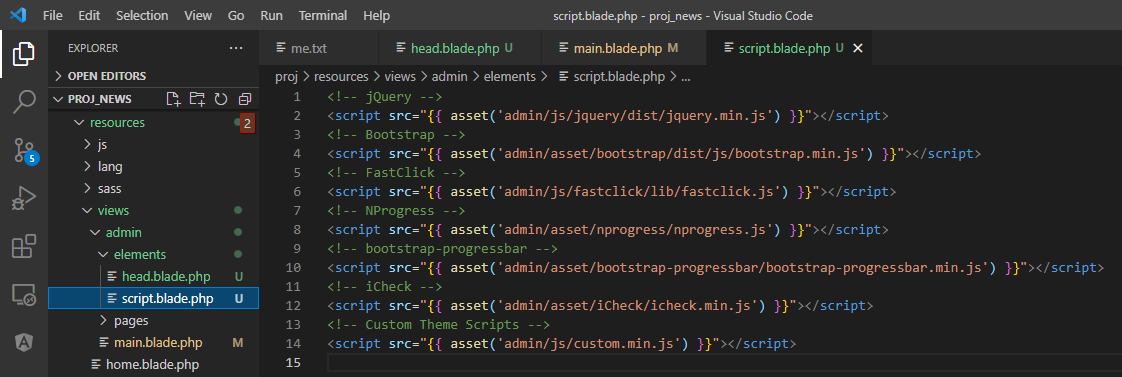 File Edit Selection View Go Run Terminal Help script.blade.php - proj_news - Visual Studio Code
EXPLORER ...
OPEN EDITORS
PROJ_NEWS
resources 2
js
lang
sass
views
admin
elements
head.blade.php U
script.blade.php U
pages
main.blade.php M
home.blade.php
5
me.txt head.blade.php U main.blade.php M script.blade.php U
proj > resources > views > admin > elements > script.blade.php > ...
1 <!-- jQuery -->
2 <script src="{{ asset('admin/js/jquery/dist/jquery.min.js') }}"></script>
3 <!-- Bootstrap -->
4 <script src="{{ asset('admin/asset/bootstrap/dist/js/bootstrap.min.js') }}"></script>
5 <!-- FastClick -->
6 <script src="{{ asset('admin/js/fastclick/lib/fastclick.js') }}"></script>
7 <!-- NProgress -->
8 <script src="{{ asset('admin/asset/nprogress/nprogress.js') }}"></script>
9 <!-- bootstrap-progressbar -->
10 <script src="{{ asset('admin/asset/bootstrap-progressbar/bootstrap-progressbar.min.js') }}"></script>
11 <!-- iCheck -->
12 <script src="{{ asset('admin/asset/iCheck/icheck.min.js') }}"></script>
13 <!-- Custom Theme Scripts -->
14 <script src="{{ asset('admin/js/custom.min.js') }}"></script>
15